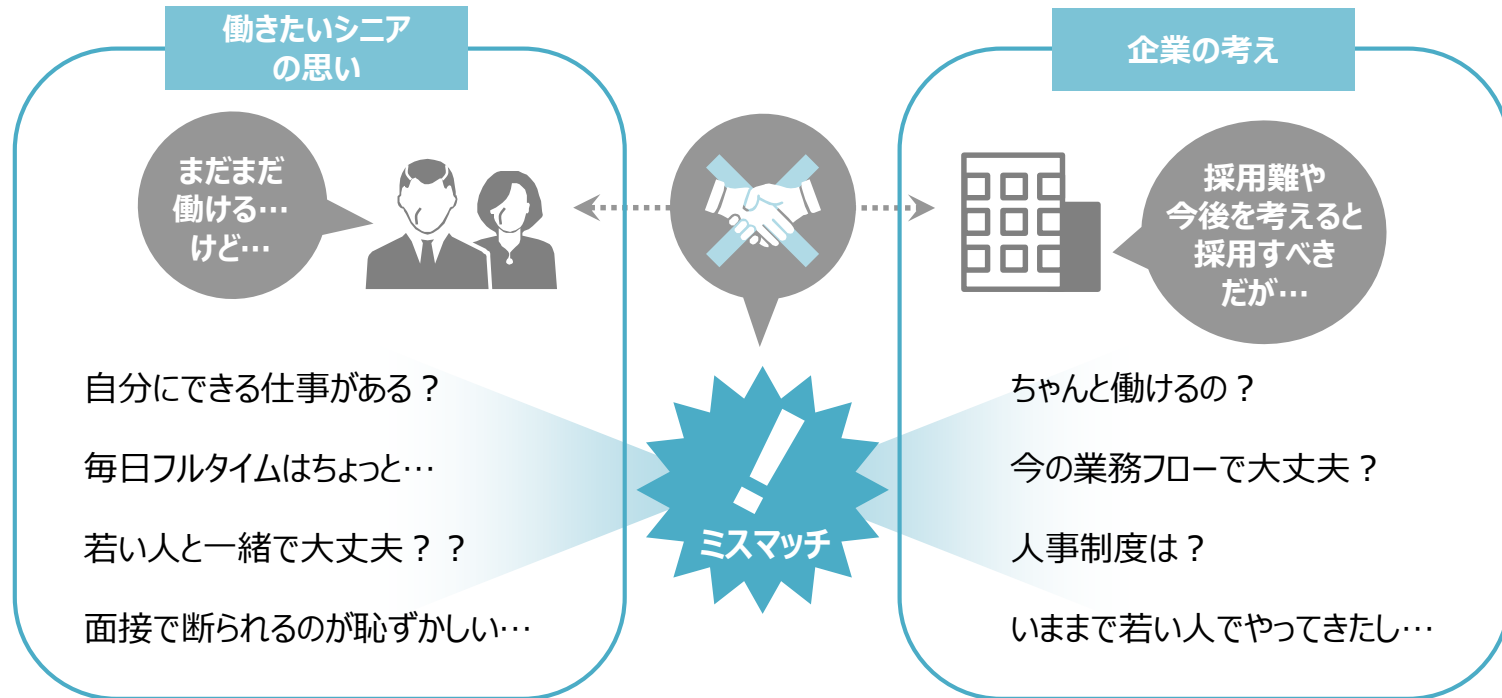 働きたいシニア
の思い
まだまだ
働ける…
けど…
自分にできる仕事がある？
毎日フルタイムはちょっと…
若い人と一緒で大丈夫？？
面接で断られるのが恥ずかしい…
！
ミスマッチ
企業の考え
採用難や
今後を考えると
採用すべき
だが…
ちゃんと働けるの？
今の業務フローで大丈夫？
人事制度は？
いままで若い人でやってきたし…